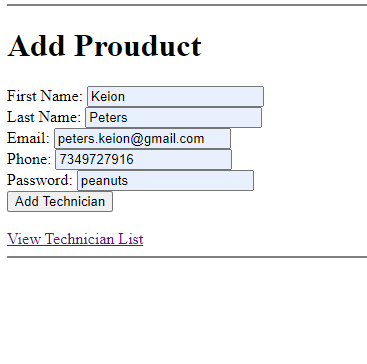 Add Prouduct
First Name: Keion
Last Name: Peters
Email: peters.keion@gmail.com
Phone: 7349727916
Password: peanuts
Add Technician
View Technician List